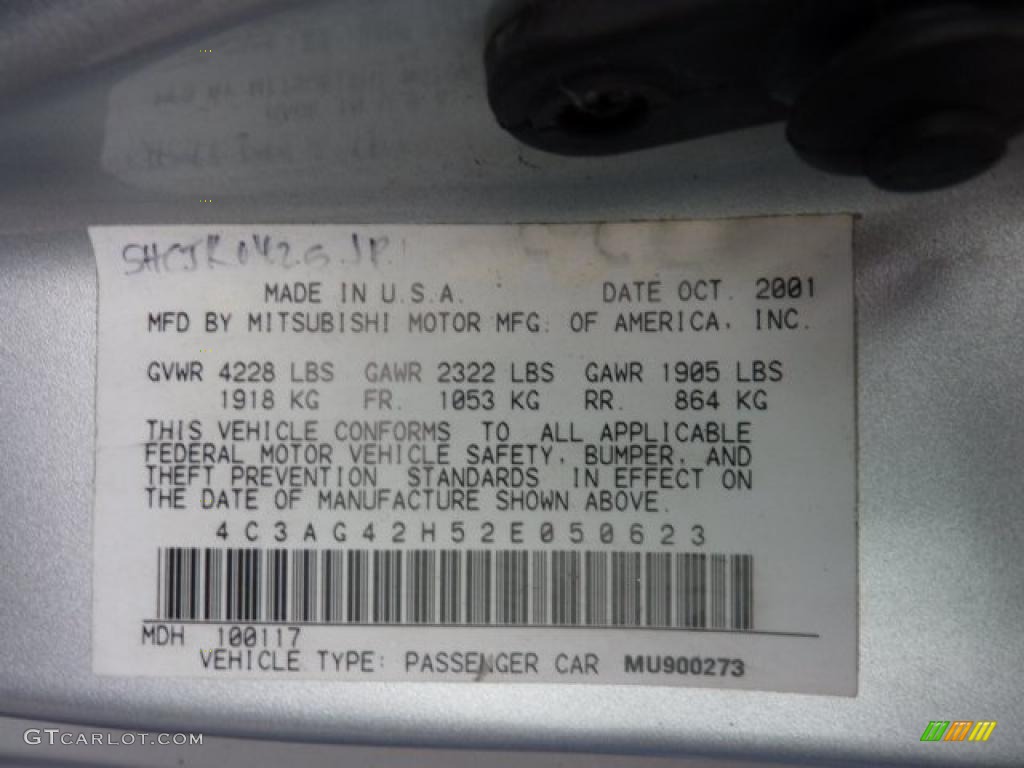 MADE IN U.S.A. DATE OCT. 2001
MFD BY MITSUBISHI MOTOR MFG. OF AMERICA, INC.
GVWR 4228 LBS GAWR 2322 LBS GAWR 1905 LBS
1918 KG FR. 1053 KG RR. 864 KG
THIS VEHICLE CONFORMS TO ALL APPLICABLE
FEDERAL MOTOR VEHICLE SAFETY, BUMPER, AND
THEFT PREVENTION STANDARDS IN EFFECT ON
THE DATE OF MANUFACTURE SHOWN ABOVE.
4C3AG42H52E050623
MDH 100117
VEHICLE TYPE: PASSENGER CAR MU900273
GTCARLOT.COM